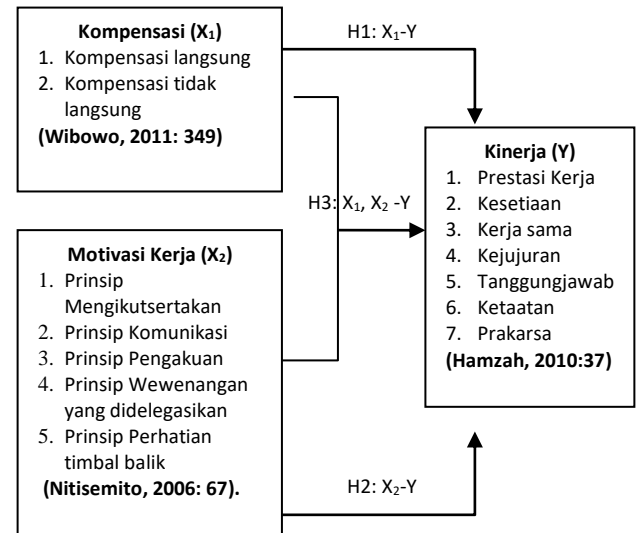 Kompensasi (X₁)
1. Kompensasi langsung
2. Kompensasi tidak
langsung
(Wibowo, 2011: 349)
H1: X₁-Y
H3: X₁, X₂ -Y
Motivasi Kerja (X₂)
1. Prinsip
Mengikutsertakan
2. Prinsip Komunikasi
3. Prinsip Pengakuan
4. Prinsip Wewenangan
yang didelegasikan
5. Prinsip Perhatian
timbal balik
(Nitisemito, 2006: 67).
H2: X₂-Y
Kinerja (Y)
1. Prestasi Kerja
2. Kesetiaan
3. Kerja sama
4. Kejujuran
5. Tanggungjawab
6. Ketaatan
7. Prakarsa
(Hamzah, 2010:37)